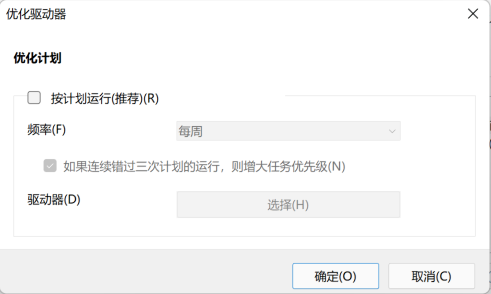 优化驱动器
优化计划
按计划运行(推荐)(R)
频率(F)
每周
如果连续错过三次计划的运行，则增大任务优先级(N)
驱动器(D)
选择(H)
确定(O)
取消(C)